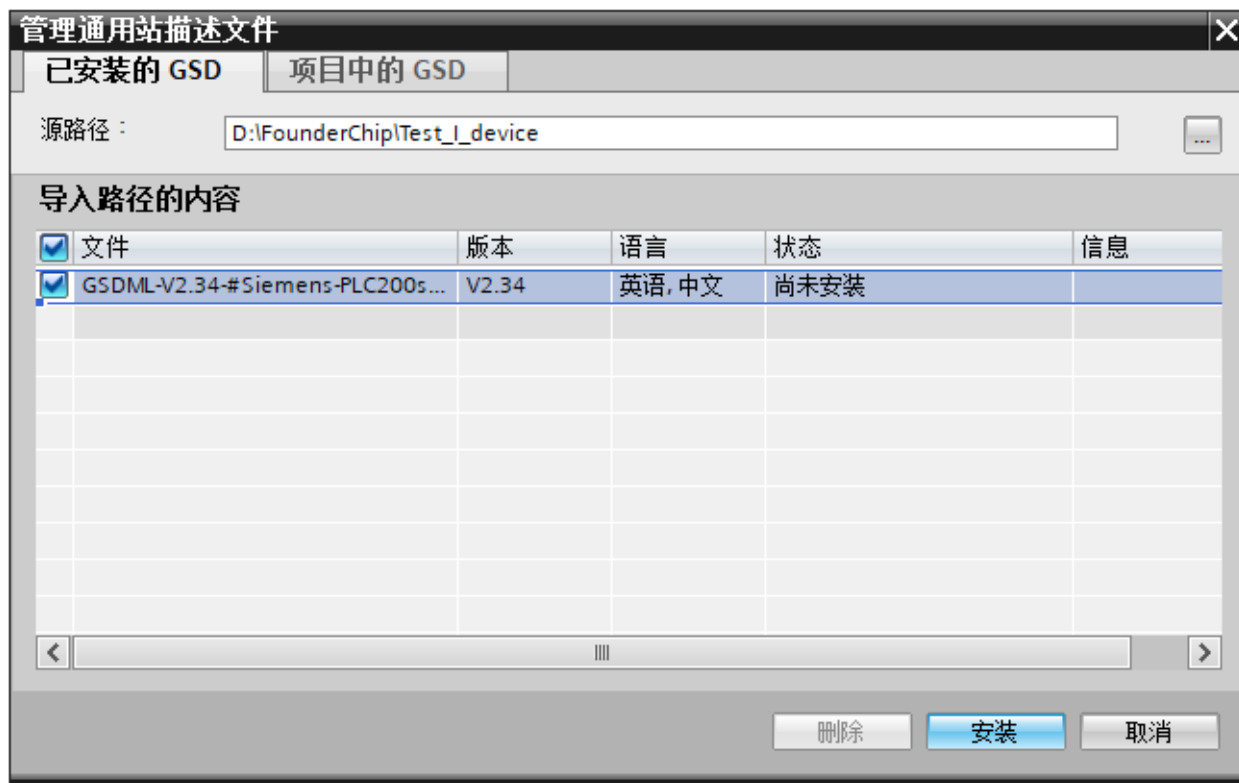 管理通用站描述文件
已安装的 GSD 项目中的 GSD
源路径： D:\FounderChip\Test_I_device ...
导入路径的内容
文件 版本 语言 状态 信息
GSDML-V2.34-#Siemens-PLC200s... V2.34 英语, 中文 尚未安装
删除 安装 取消